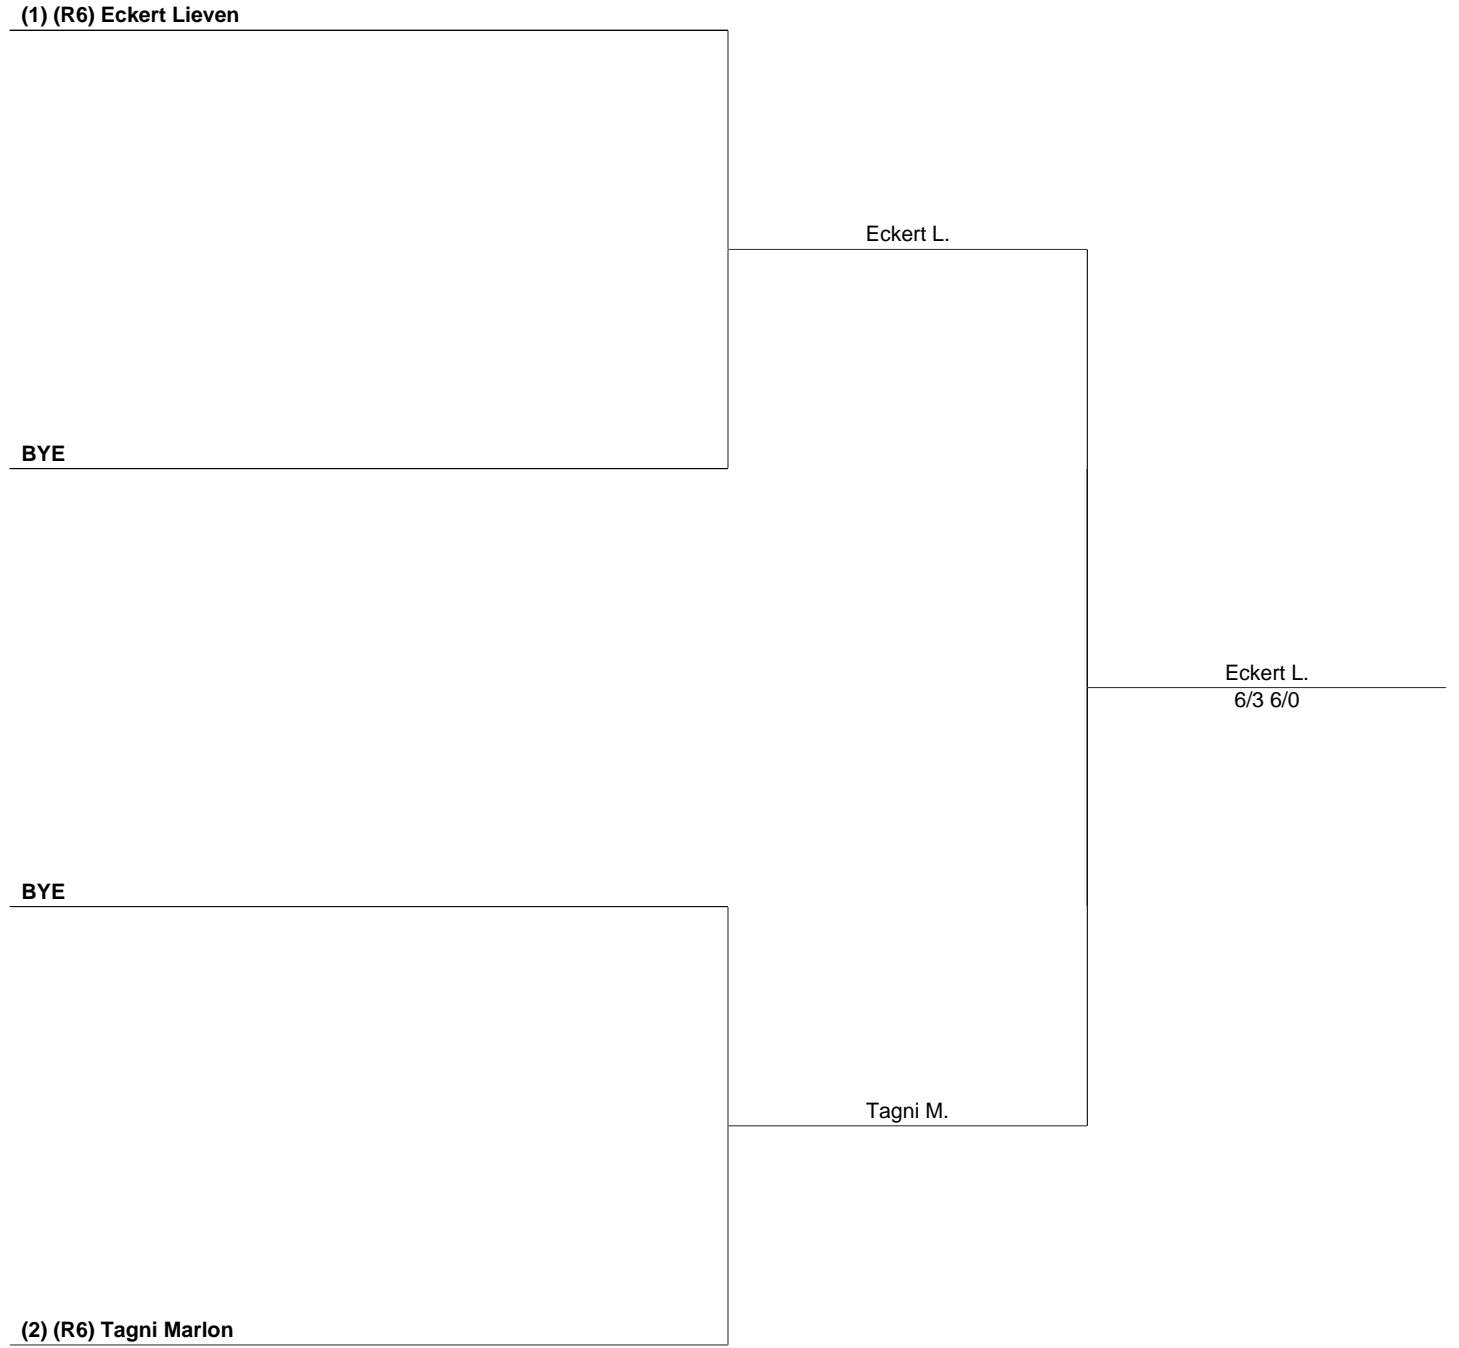 (1) (R6) Eckert Lieven
Eckert L.
BYE
Eckert L.
6/3 6/0
BYE
Tagni M.
(2) (R6) Tagni Marlon